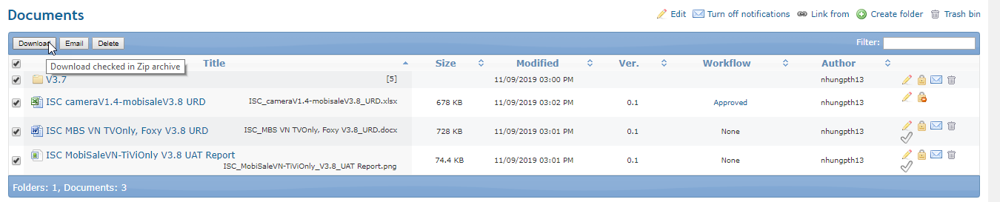 Documents
Edit Turn off notifications Link from Create folder Trash bin
Download Email Delete Filter:
Download checked in Zip archive
Title Size Modified Ver. Workflow Author
V3.7 [5] 11/09/2019 03:00 PM nhungpth13
ISC cameraV1.4-mobisaleV3.8 URD ISC_cameraV1.4-mobisaleV3.8_URD.xlsx 678 KB 11/09/2019 03:02 PM 0.1 Approved nhungpth13
ISC MBS VN TVOnly, Foxy V3.8 URD ISC_MBS VN TVOnly, Foxy V3.8_URD.docx 728 KB 11/09/2019 03:01 PM 0.1 None nhungpth13
ISC MobiSaleVN-TiViOnly V3.8 UAT Report
ISC_MobiSaleVN-TiViOnly_V3.8_UAT Report.png 74.4 KB 11/09/2019 03:01 PM 0.1 None nhungpth13
Folders: 1, Documents: 3